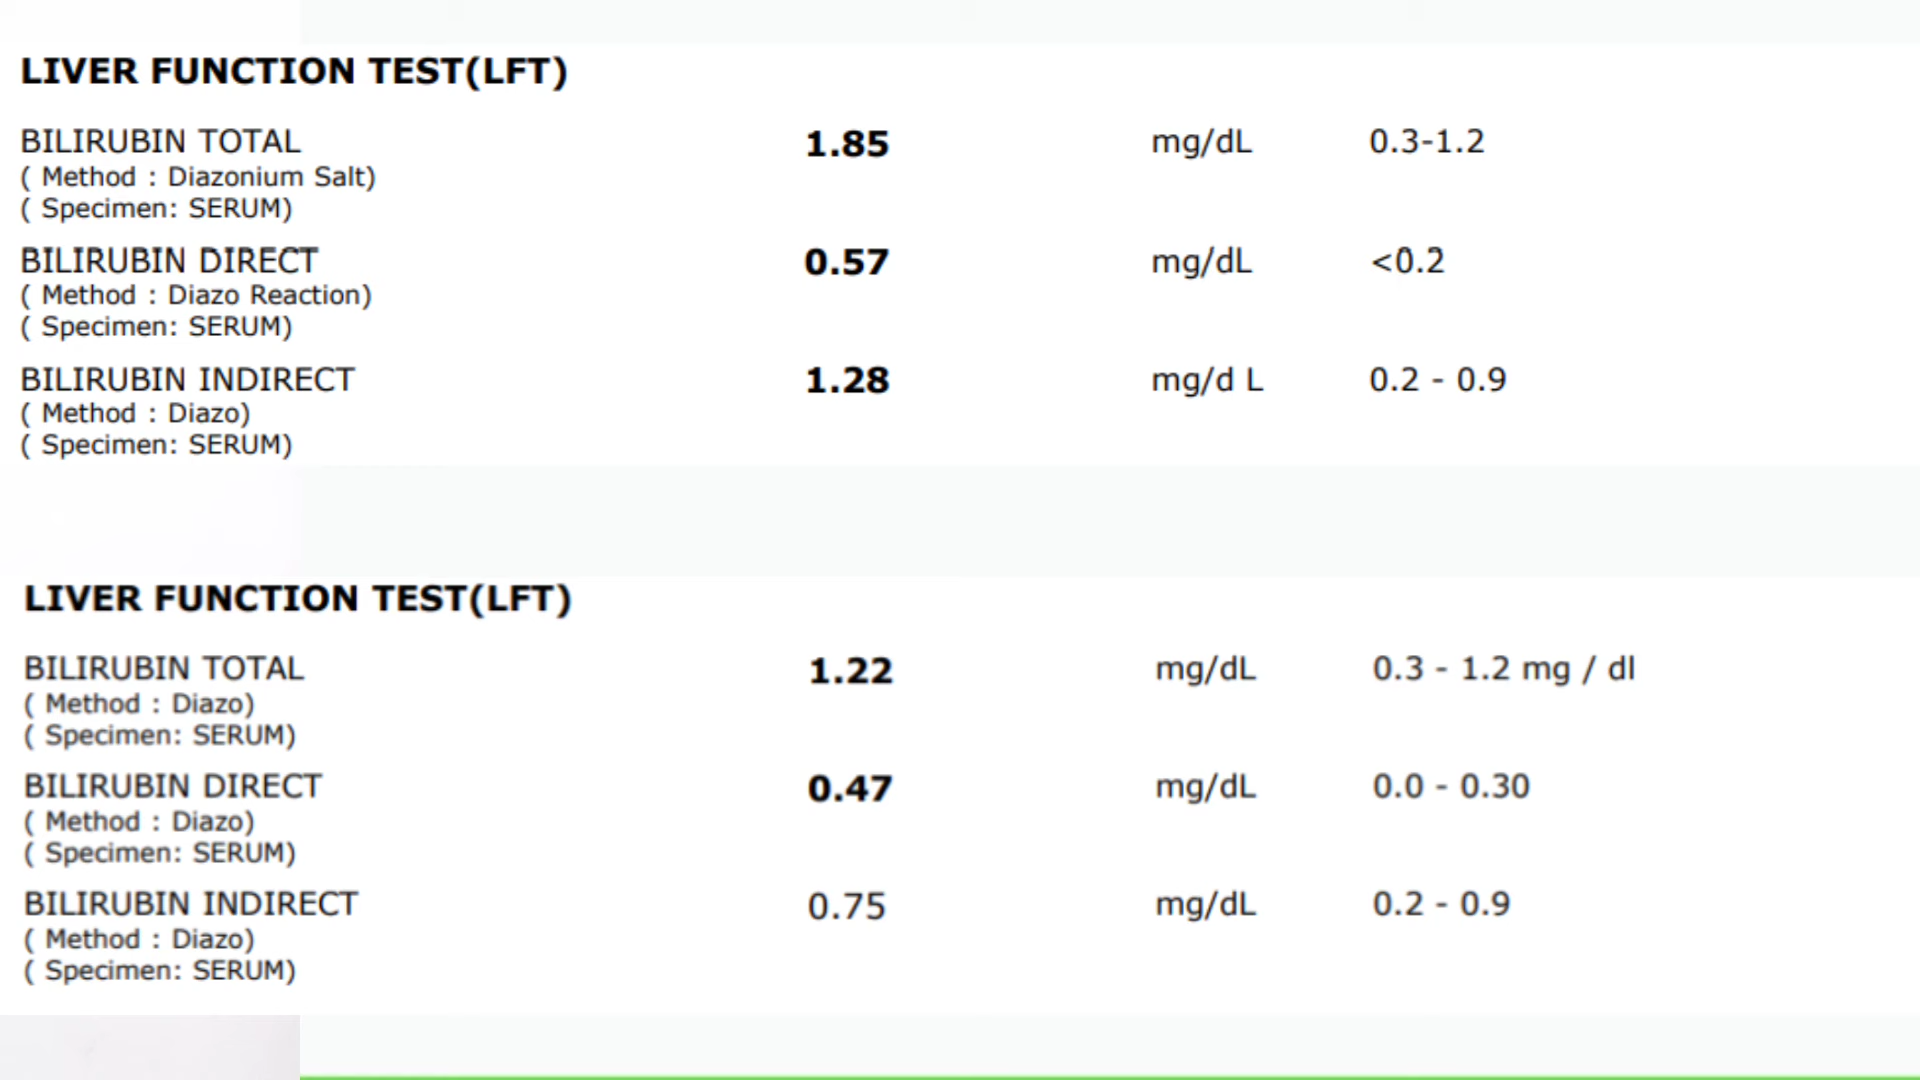 LIVER FUNCTION TEST(LFT)
BILIRUBIN TOTAL 1.85 mg/dL 0.3-1.2
( Method : Diazonium Salt)
( Specimen: SERUM)
BILIRUBIN DIRECT 0.57 mg/dL <0.2
( Method : Diazo Reaction)
( Specimen: SERUM)
BILIRUBIN INDIRECT 1.28 mg/d L 0.2 - 0.9
( Method : Diazo)
( Specimen: SERUM)
LIVER FUNCTION TEST(LFT)
BILIRUBIN TOTAL 1.22 mg/dL 0.3 - 1.2 mg / dl
( Method : Diazo)
( Specimen: SERUM)
BILIRUBIN DIRECT 0.47 mg/dL 0.0 - 0.30
( Method : Diazo)
( Specimen: SERUM)
BILIRUBIN INDIRECT 0.75 mg/dL 0.2 - 0.9
( Method : Diazo)
( Specimen: SERUM)